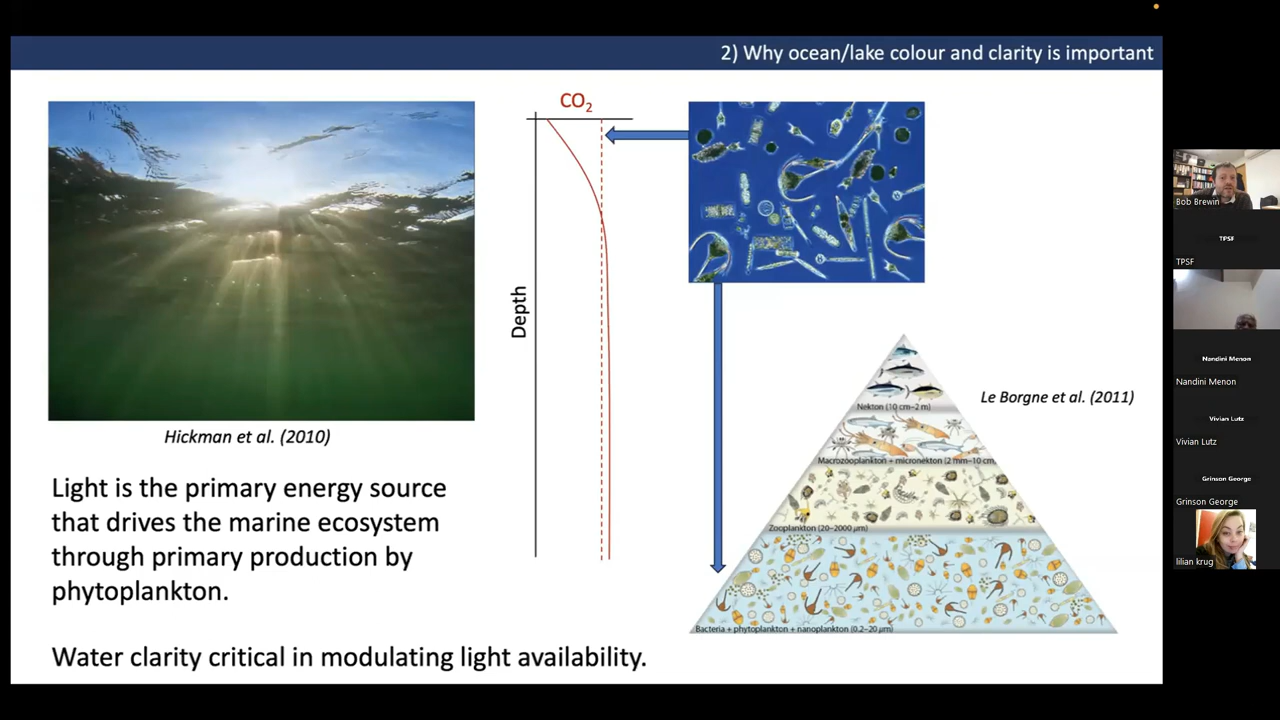 2) Why ocean/lake colour and clarity is important
CO2
Depth
Hickman et al. (2010)
Le Borgne et al. (2011)
Nekton (10 cm–2 m)
Macrozooplankton + micronekton (2 mm–10 cm
Zooplankton (20–2000 µm)
Bacteria + phytoplankton + nanoplankton (0.2–20 µm)
Light is the primary energy source
that drives the marine ecosystem
through primary production by
phytoplankton.
Water clarity critical in modulating light availability.
Bob Brewin
TPSF
TPSF
Nandini Menon
Nandini Menon
Vivian Lutz
Vivian Lutz
Grinson George
Grinson George
lilian krug